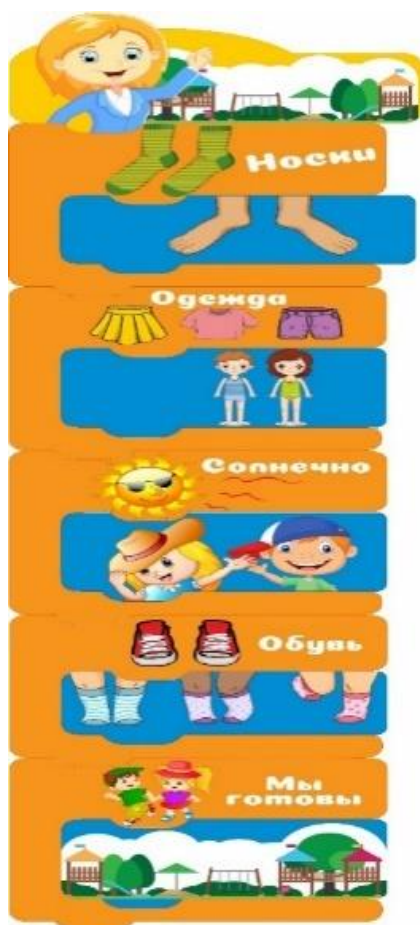 Носки
Одежда
Солнечно
Обувь
Мы
готовы